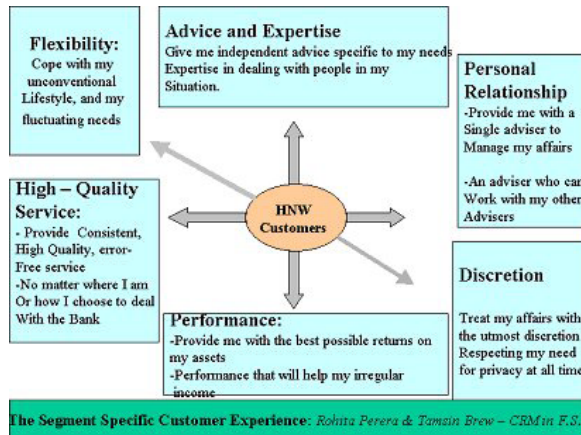 Flexibility:
Cope with my
unconventional
Lifestyle, and my
fluctuating needs
Advice and Expertise
Give me independent advice specific to my needs
Expertise in dealing with people in my
Situation.
Personal
Relationship
-Provide me with a
Single adviser to
Manage my affairs
-An adviser who can
Work with my other
Advisers
High – Quality
Service:
- Provide Consistent,
High Quality, error-
Free service
-No matter where I am
Or how I choose to deal
With the Bank
HNW
Customers
Discretion
Treat my affairs with
the utmost discretion
Respecting my need
for privacy at all time
Performance:
-Provide me with the best possible returns on
my assets
-Performance that will help my irregular
income
The Segment Specific Customer Experience: Rohita Perera & Tamsin Brew – CRM in F.S.